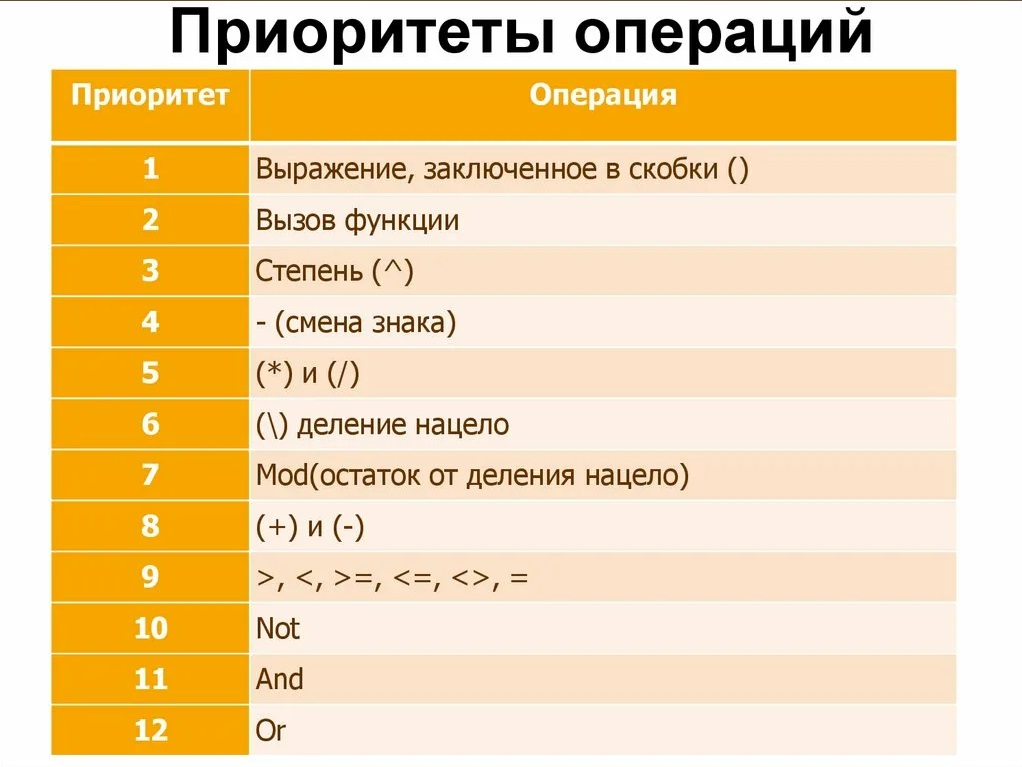 Приоритеты операций
Приоритет Операция
1 Выражение, заключенное в скобки ()
2 Вызов функции
3 Степень (^)
4 - (смена знака)
5 (*) и (/)
6 (\) деление нацело
7 Mod(остаток от деления нацело)
8 (+) и (-)
9 >, <, >=, <=, <>, =
10 Not
11 And
12 Or